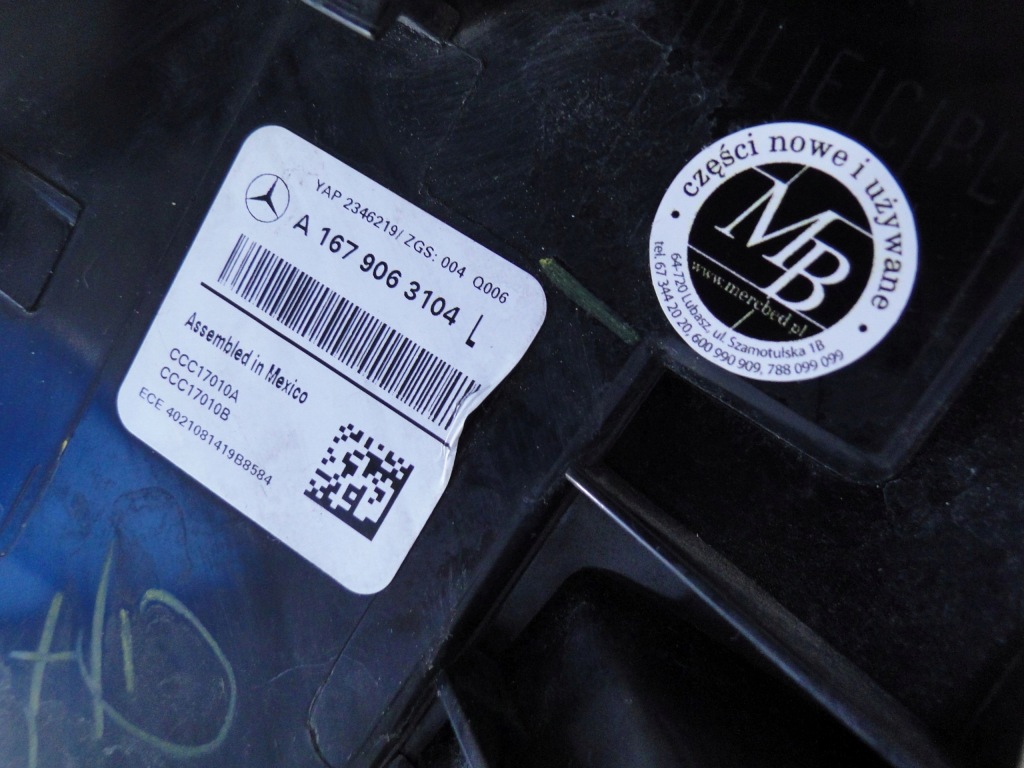 YAP 2346219/ ZGS: 004 Q006
A 167 906 3104 L
Assembled in Mexico
CCC17010A
CCC17010B
ECE 4021081419B8584
części nowe i używane
MB
www.mercbed.pl
64-720 Lubasz, ul. Szamotulska 1B
tel. 67 344 20 20, 600 990 909, 788 099 099